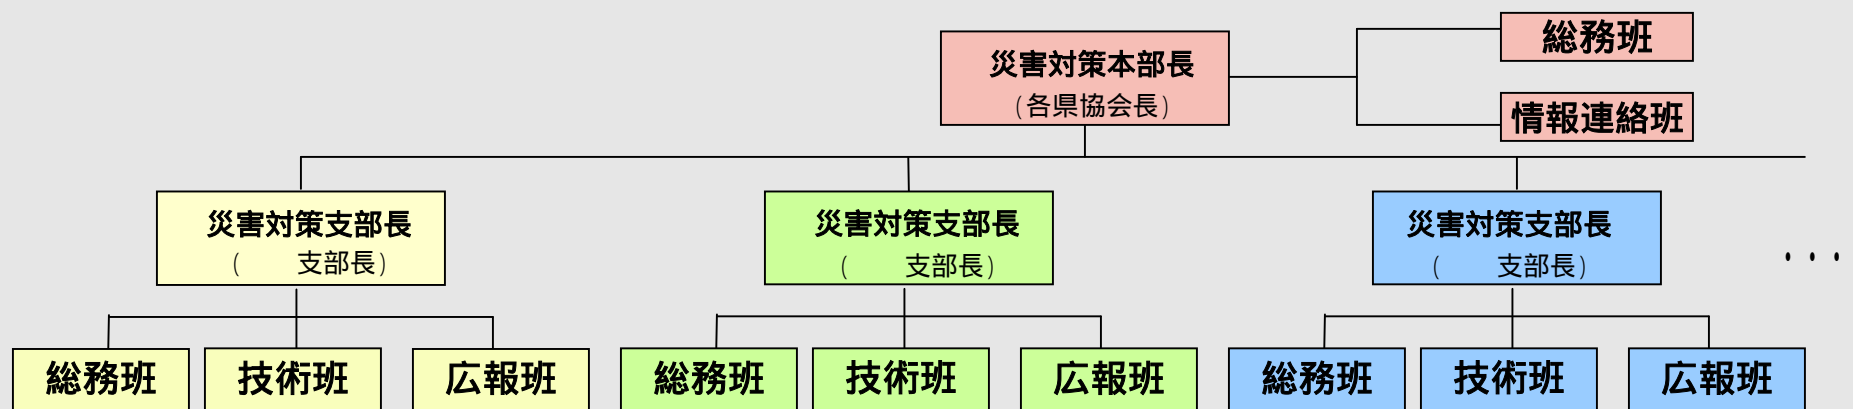 総務班
災害対策本部長
(各県協会長)
情報連絡班
災害対策支部長
(　　支部長)
災害対策支部長
(　　支部長)
災害対策支部長
(　　支部長)
・・・
総務班
技術班
広報班
総務班
技術班
広報班
総務班
技術班
広報班